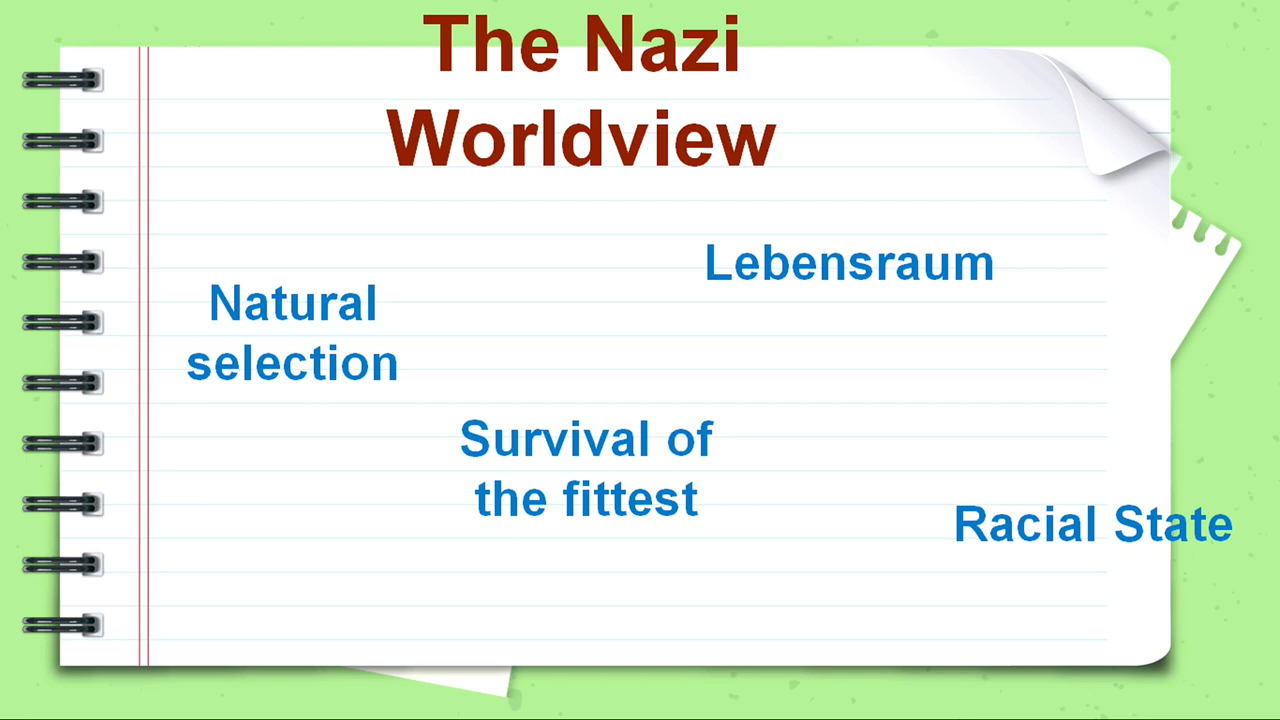 The Nazi
Worldview
Lebensraum
Natural
selection
Survival of
the fittest
Racial State